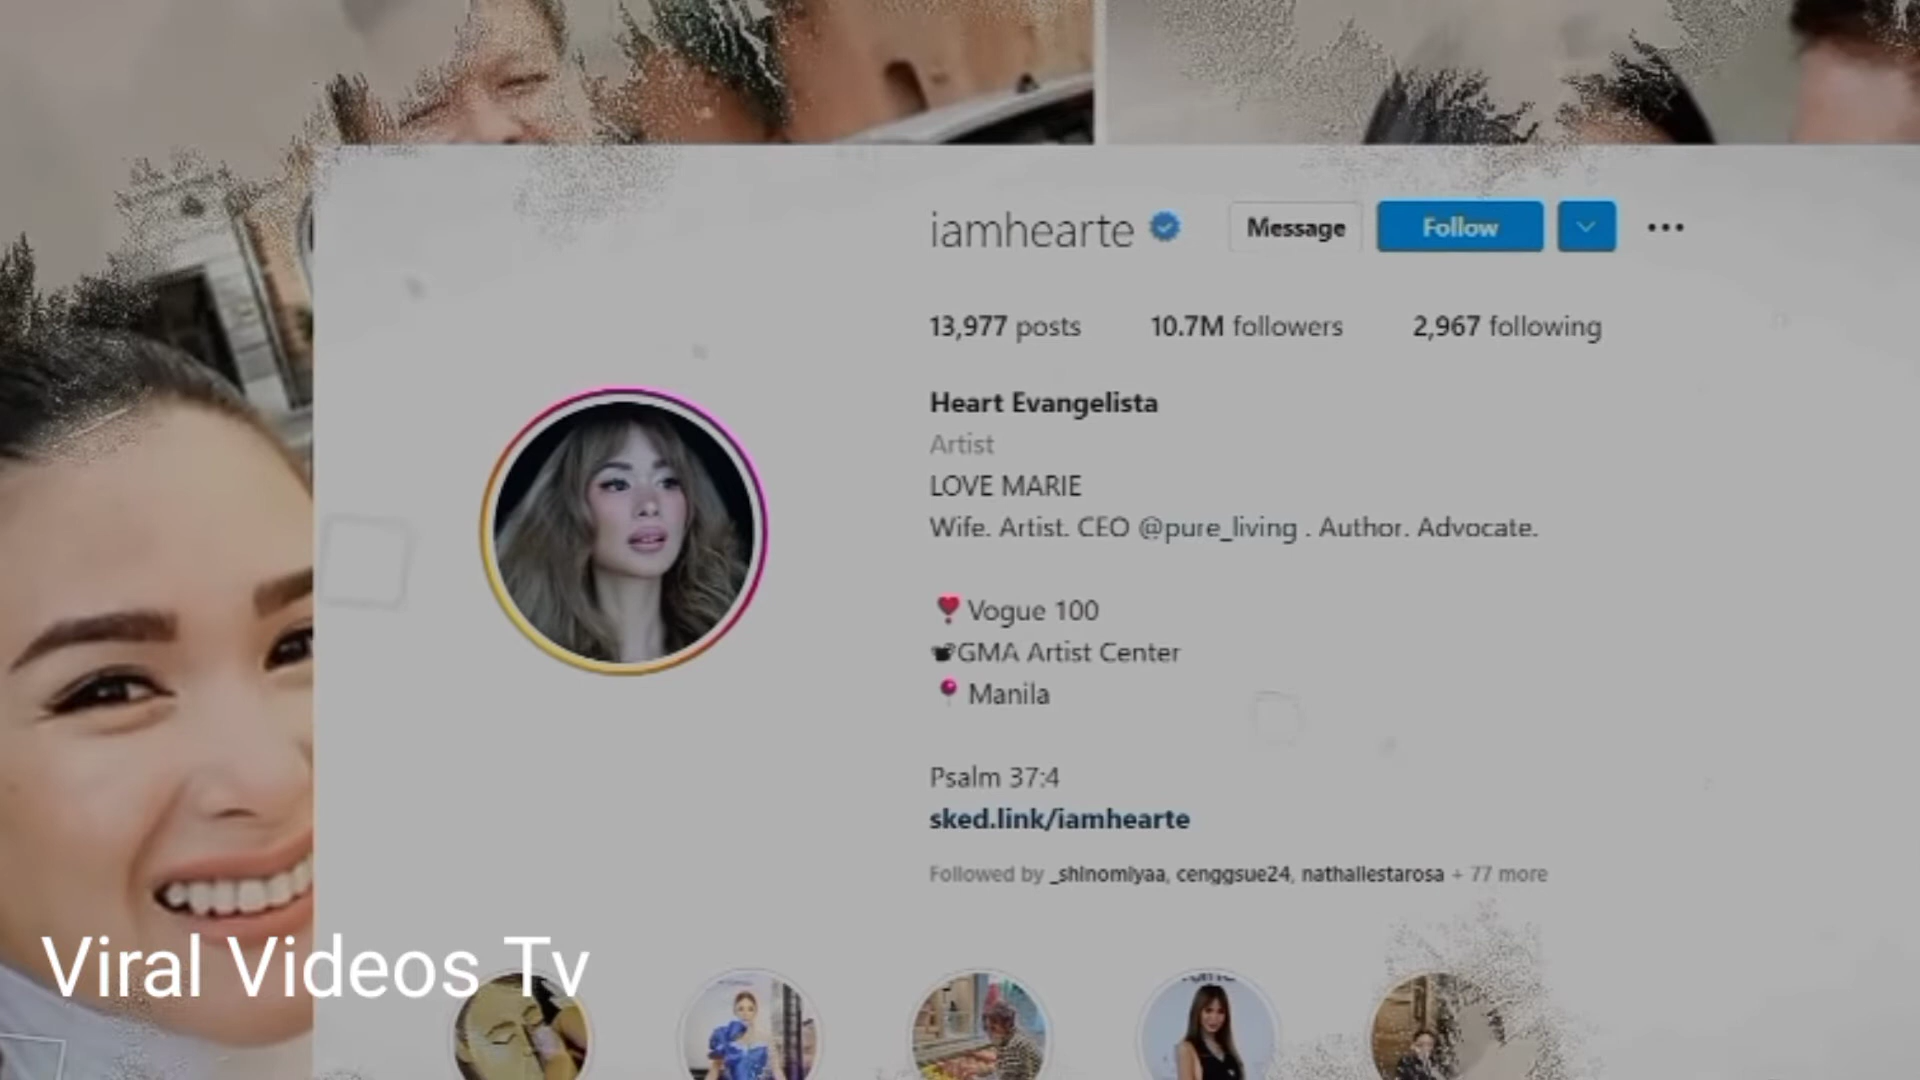 iamhearte
Message
Follow
13,977 posts
10.7M followers
2,967 following
Heart Evangelista
Artist
LOVE MARIE
Wife. Artist. CEO @pure_living . Author. Advocate.
Vogue 100
GMA Artist Center
Manila
Psalm 37:4
sked.link/iamhearte
Followed by _shinomiyaa, cenggsue24, nathaliestarosa + 77 more
Viral Videos Tv